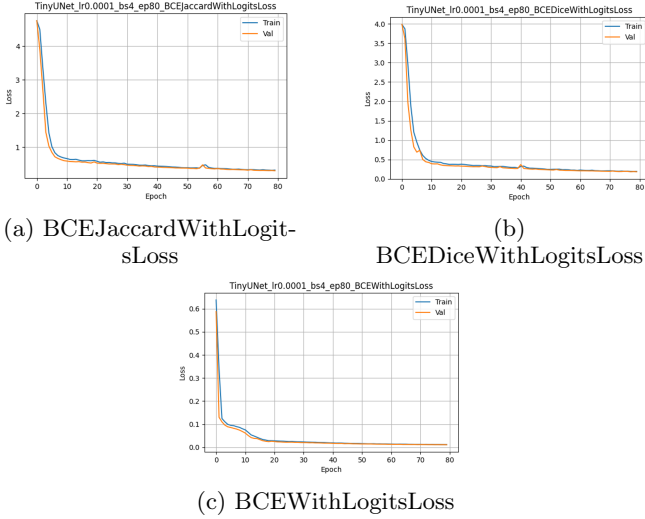 TinyUNet_lr0.0001_bs4_ep80_BCEJaccardWithLogitsLoss
Train
Val
4
3
2
1
Loss
0 10 20 30 40 50 60 70 80
Epoch
(a) BCEJaccardWithLogit-
sLoss
TinyUNet_lr0.0001_bs4_ep80_BCEDiceWithLogitsLoss
Train
Val
4.0
3.5
3.0
2.5
2.0
1.5
1.0
0.5
0.0
Loss
0 10 20 30 40 50 60 70 80
Epoch
(b)
BCEDiceWithLogitsLoss
TinyUNet_lr0.0001_bs4_ep80_BCEWithLogitsLoss
Train
Val
0.6
0.5
0.4
0.3
0.2
0.1
0.0
Loss
0 10 20 30 40 50 60 70 80
Epoch
(c) BCEWithLogitsLoss